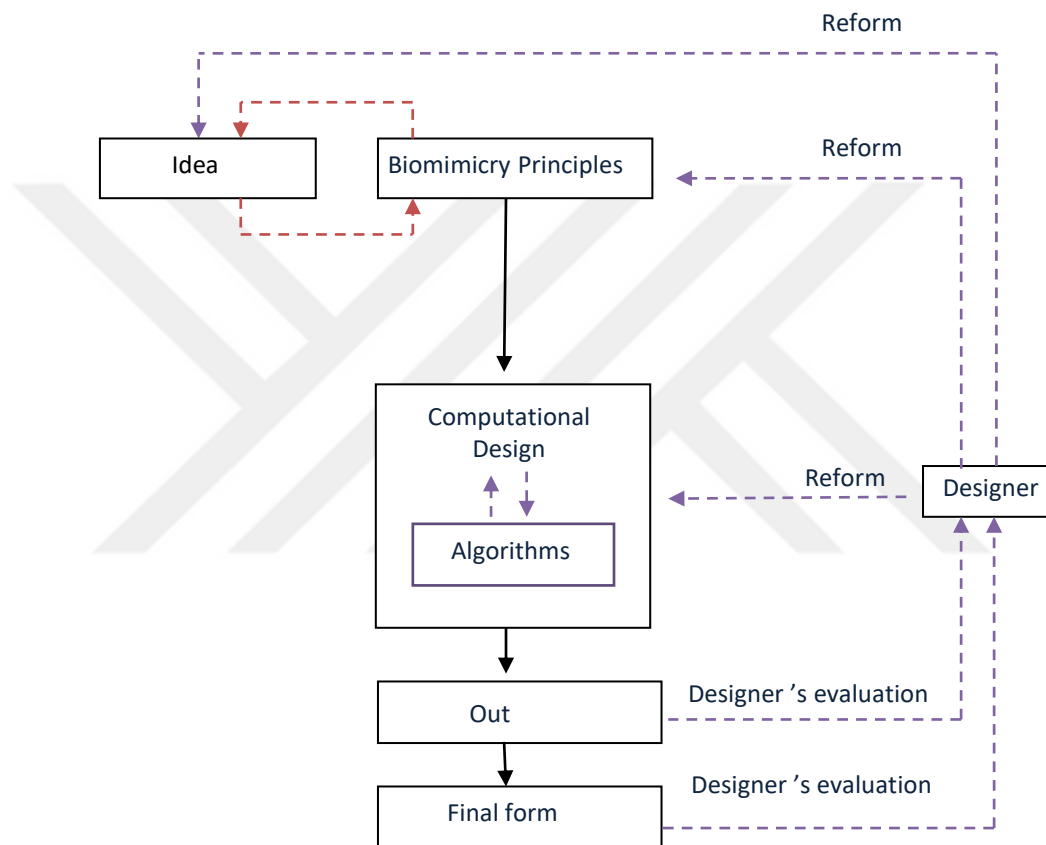 Reform
Idea
Biomimicry Principles
Reform
Computational
Design
Reform
Designer
Algorithms
Out
Designer ’s evaluation
Final form
Designer ’s evaluation